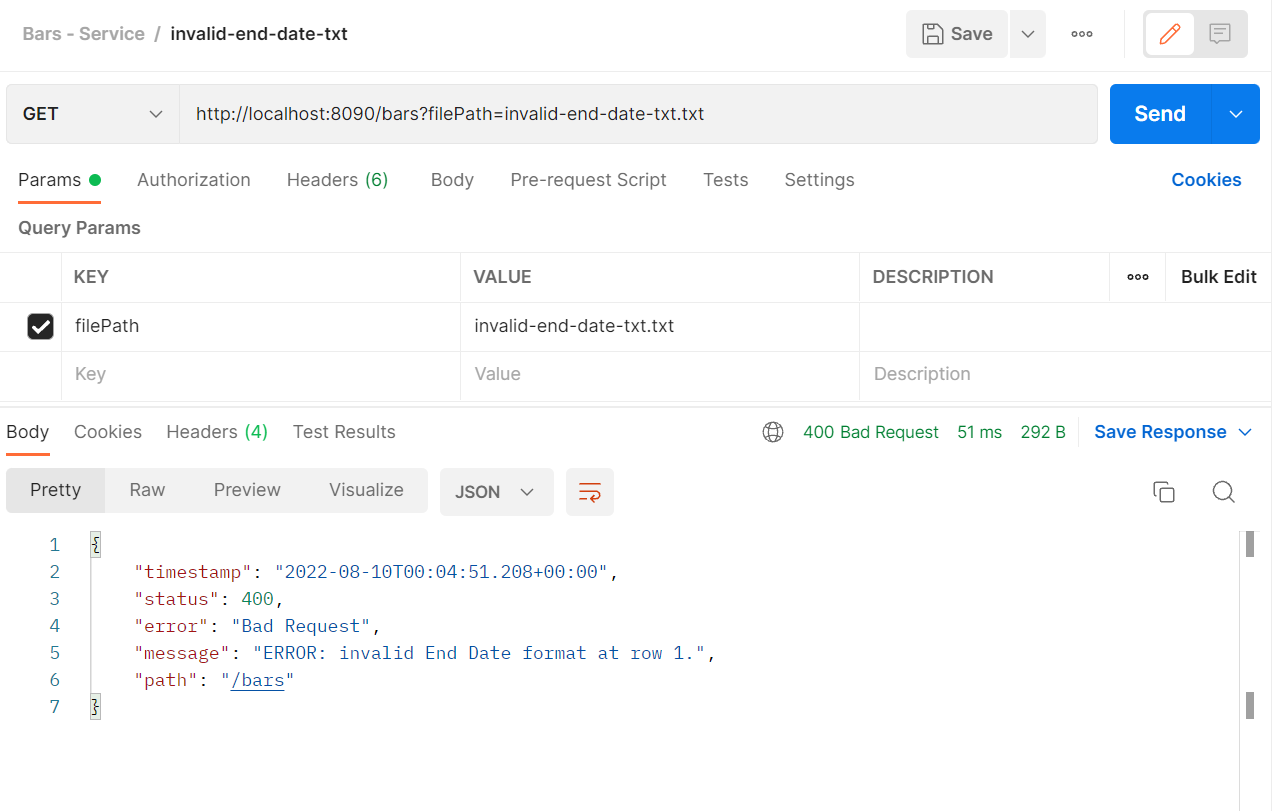 Bars - Service / invalid-end-date-txt Save
GET http://localhost:8090/bars?filePath=invalid-end-date-txt.txt Send
Params Authorization Headers (6) Body Pre-request Script Tests Settings Cookies
Query Params
KEY VALUE DESCRIPTION Bulk Edit
filePath invalid-end-date-txt.txt
Key Value Description
Body Cookies Headers (4) Test Results 400 Bad Request 51 ms 292 B Save Response
Pretty Raw Preview Visualize JSON
1 {
2 "timestamp": "2022-08-10T00:04:51.208+00:00",
3 "status": 400,
4 "error": "Bad Request",
5 "message": "ERROR: invalid End Date format at row 1.",
6 "path": "/bars"
7 }